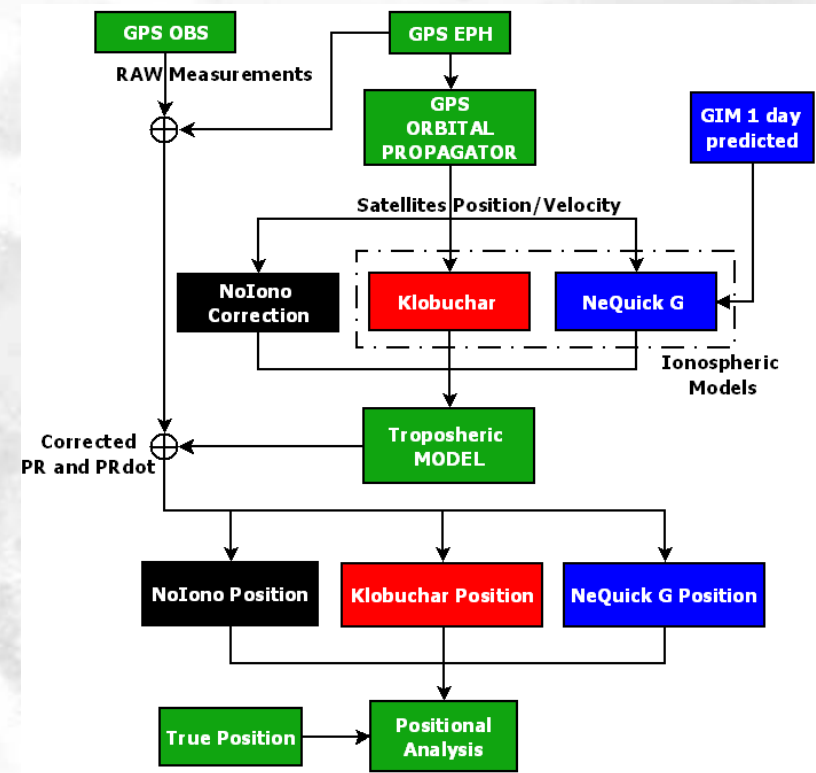 GPS OBS
GPS EPH
RAW Measurements
GPS
ORBITAL
PROPAGATOR
GIM 1 day
predicted
Satellites Position/Velocity
NoIono
Correction
Klobuchar
NeQuick G
Ionospheric
Models
Corrected
PR and PRdot
Troposheric
MODEL
NoIono Position
Klobuchar Position
NeQuick G Position
True Position
Positional
Analysis